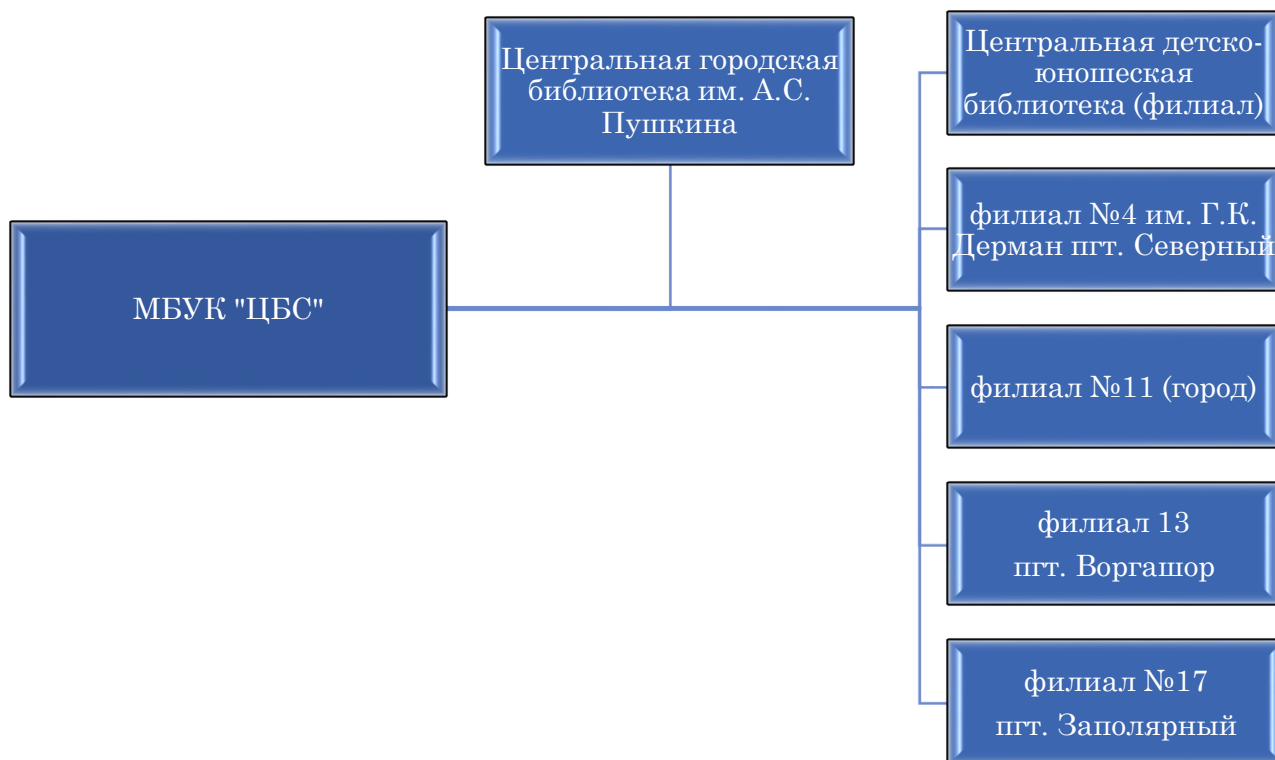 Центральная городская
библиотека им. А.С.
Пушкина
МБУК "ЦБС"
Центральная детско-
юношеская
библиотека (филиал)
филиал №4 им. Г.К.
Дерман пгт. Северный
филиал №11 (город)
филиал 13
пгт. Воргашор
филиал №17
пгт. Заполярный